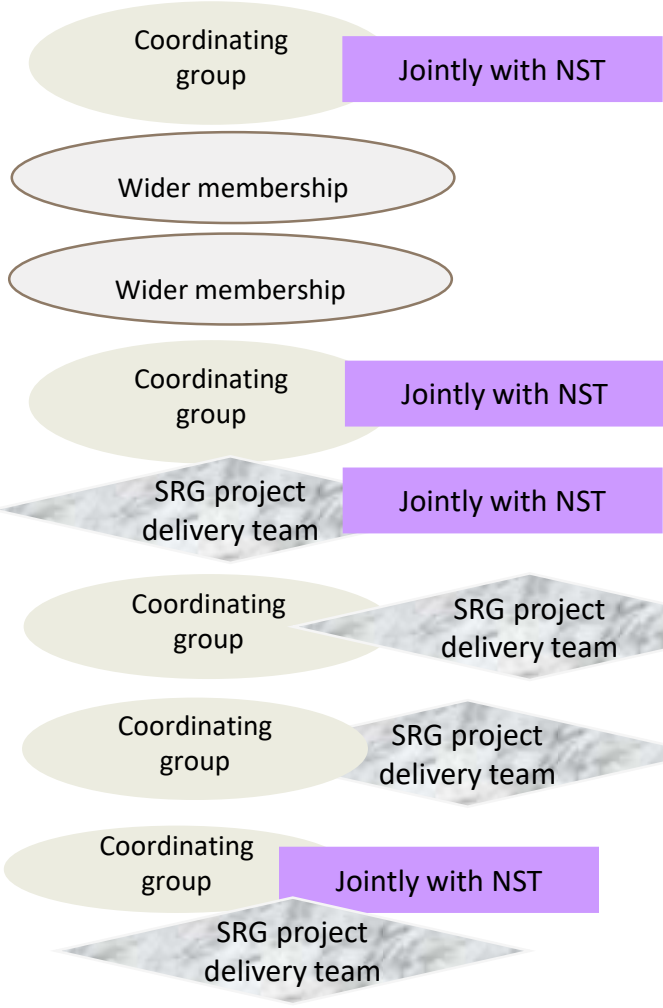 Coordinating
group
Jointly with NST
Wider membership
Wider membership
Coordinating
group
Jointly with NST
SRG project
delivery team
Jointly with NST
Coordinating
group
SRG project
delivery team
Coordinating
group
SRG project
delivery team
Coordinating
group
Jointly with NST
SRG project
delivery team